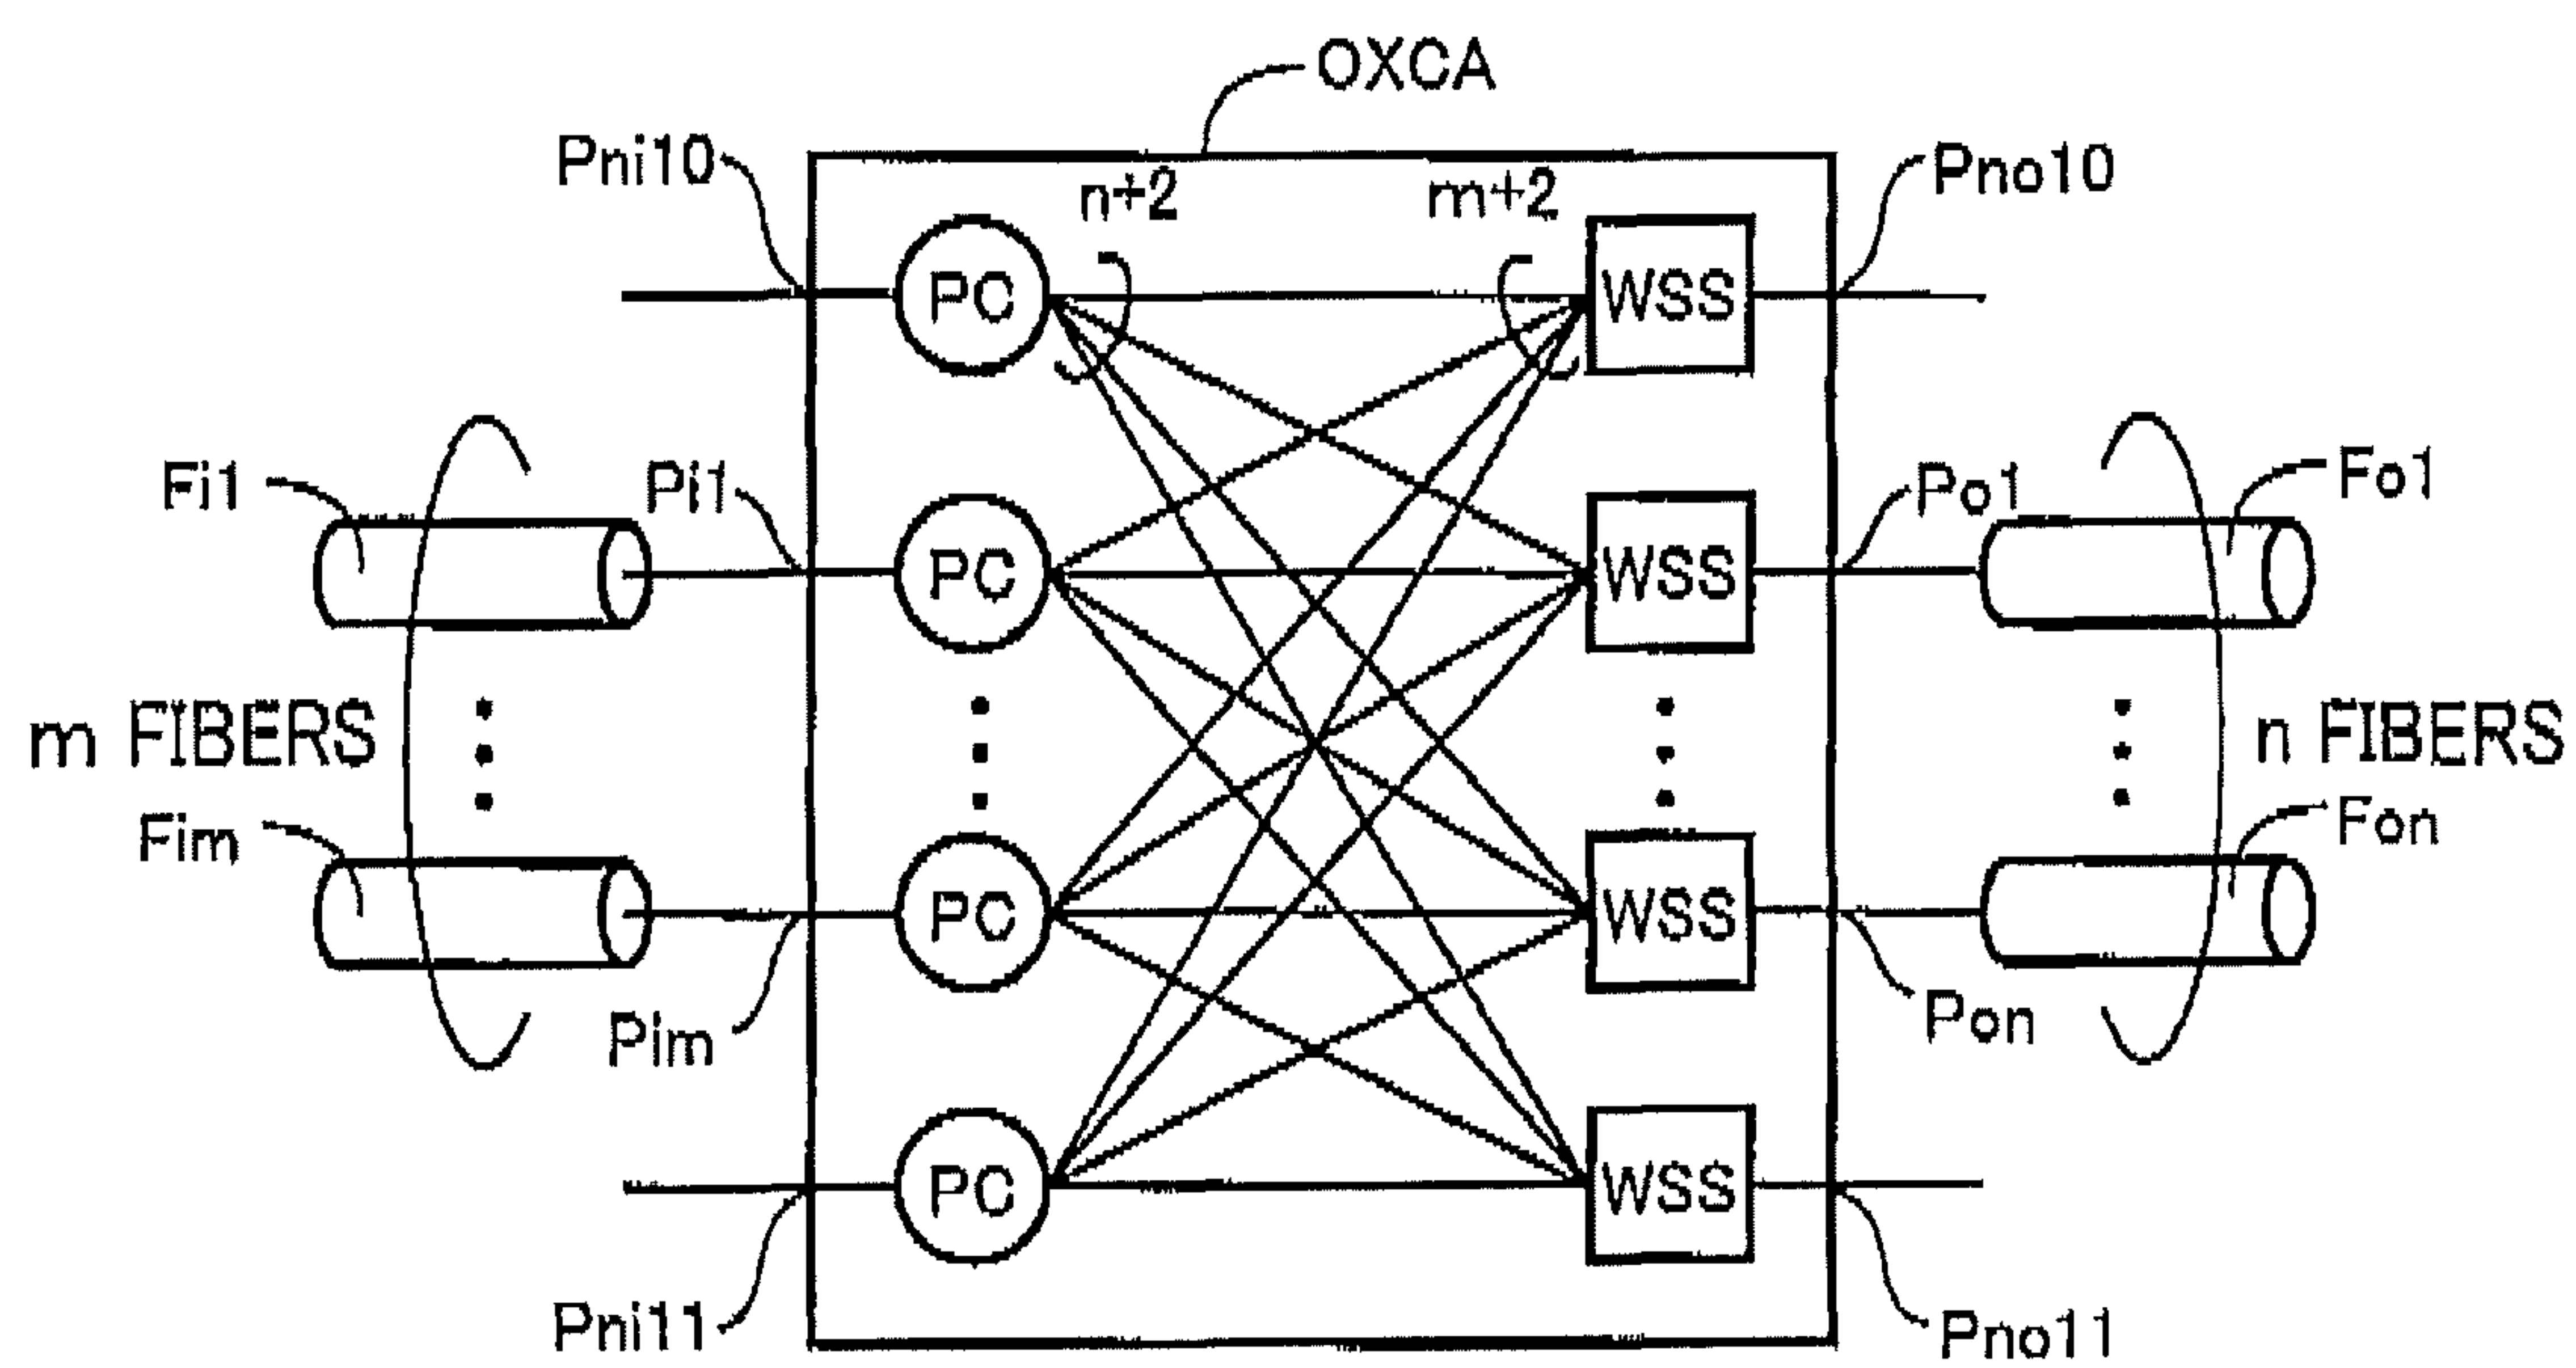 OXCA
Pni10
n+2
m+2
Pno10
PC
WSS
Fi1
Pi1
PC
WSS
Po1
Fo1
m FIBERS
n FIBERS
Fim
PC
WSS
Fon
Pim
Pon
PC
WSS
Pni11
Pno11